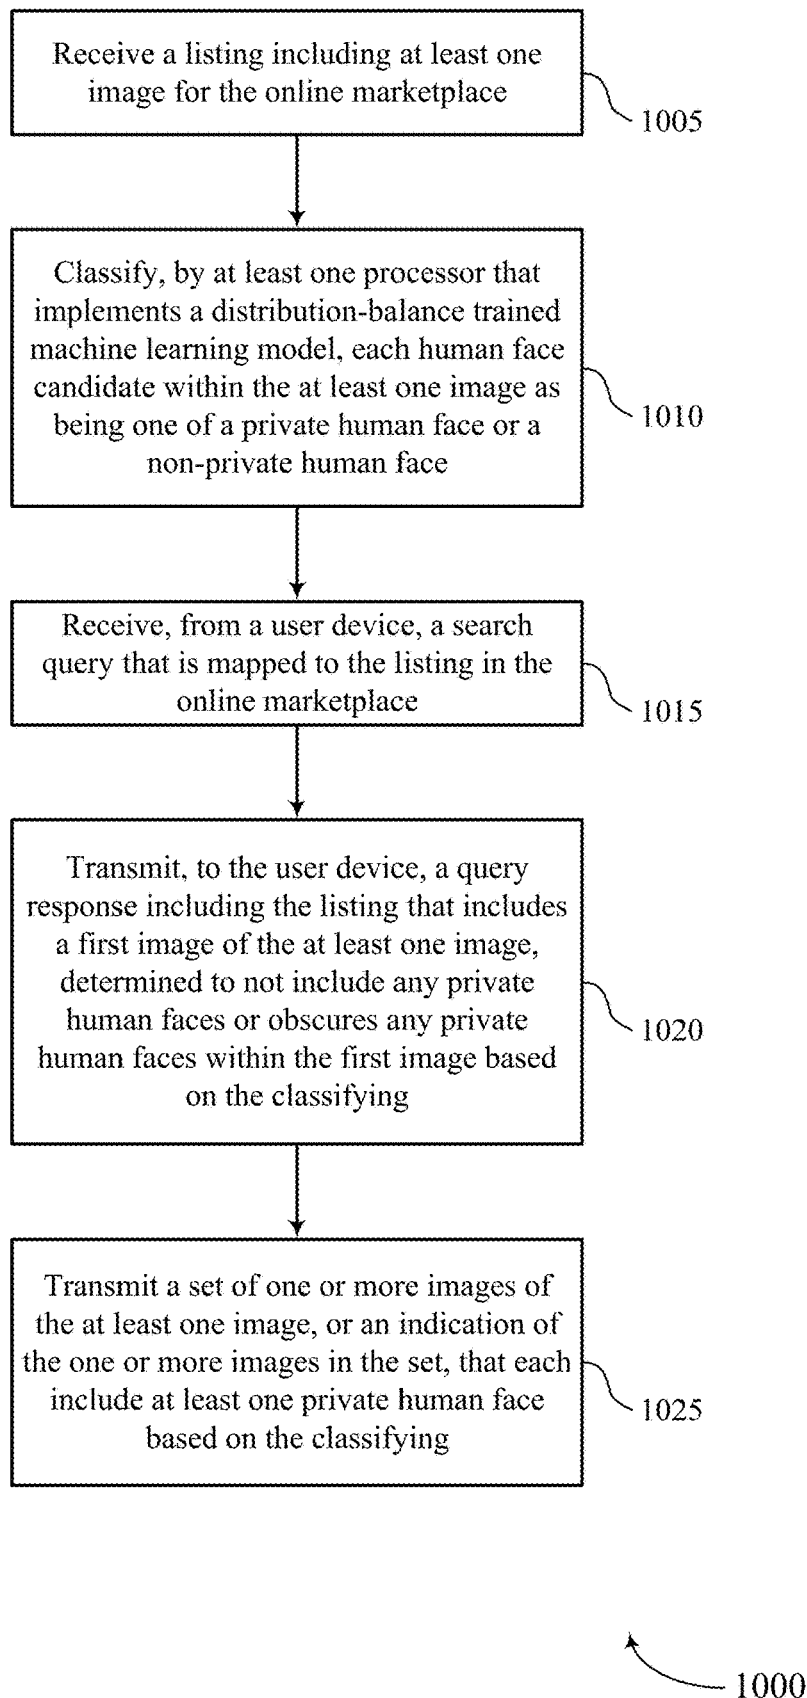 Receive a listing including at least one
image for the online marketplace
1005
Classify, by at least one processor that
implements a distribution-balance trained
machine learning model, each human face
candidate within the at least one image as
being one of a private human face or a
non-private human face
1010
Receive, from a user device, a search
query that is mapped to the listing in the
online marketplace
1015
Transmit, to the user device, a query
response including the listing that includes
a first image of the at least one image,
determined to not include any private
human faces or obscures any private
human faces within the first image based
on the classifying
1020
Transmit a set of one or more images of
the at least one image, or an indication of
the one or more images in the set, that each
include at least one private human face
based on the classifying
1025
1000